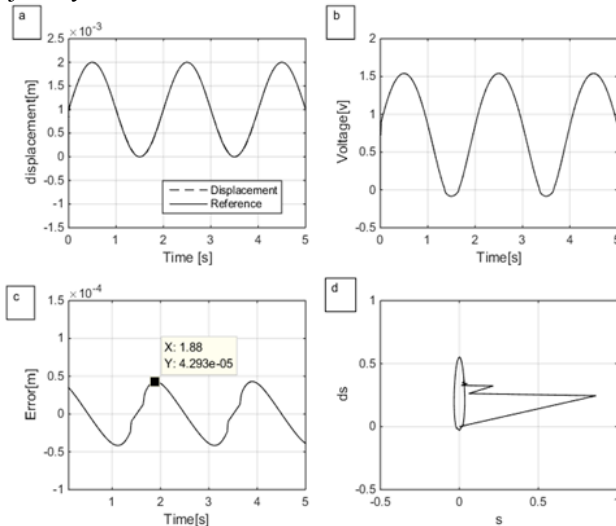 a
×10⁻³
2.5
2
1.5
1
0.5
0
-0.5
-1
-1.5
displacement[m]
Displacement
Reference
0 1 2 3 4 5
Time [s]
b
2
1.5
1
0.5
0
-0.5
Voltage[v]
0 1 2 3 4 5
Time[s]
c
×10⁻⁴
1.5
1
0.5
0
-0.5
-1
Error[m]
X: 1.88
Y: 4.293e-05
1 2 3 4 5
Time[s]
d
1
0.5
0
-0.5
ds
-0.5 0 0.5 1
s